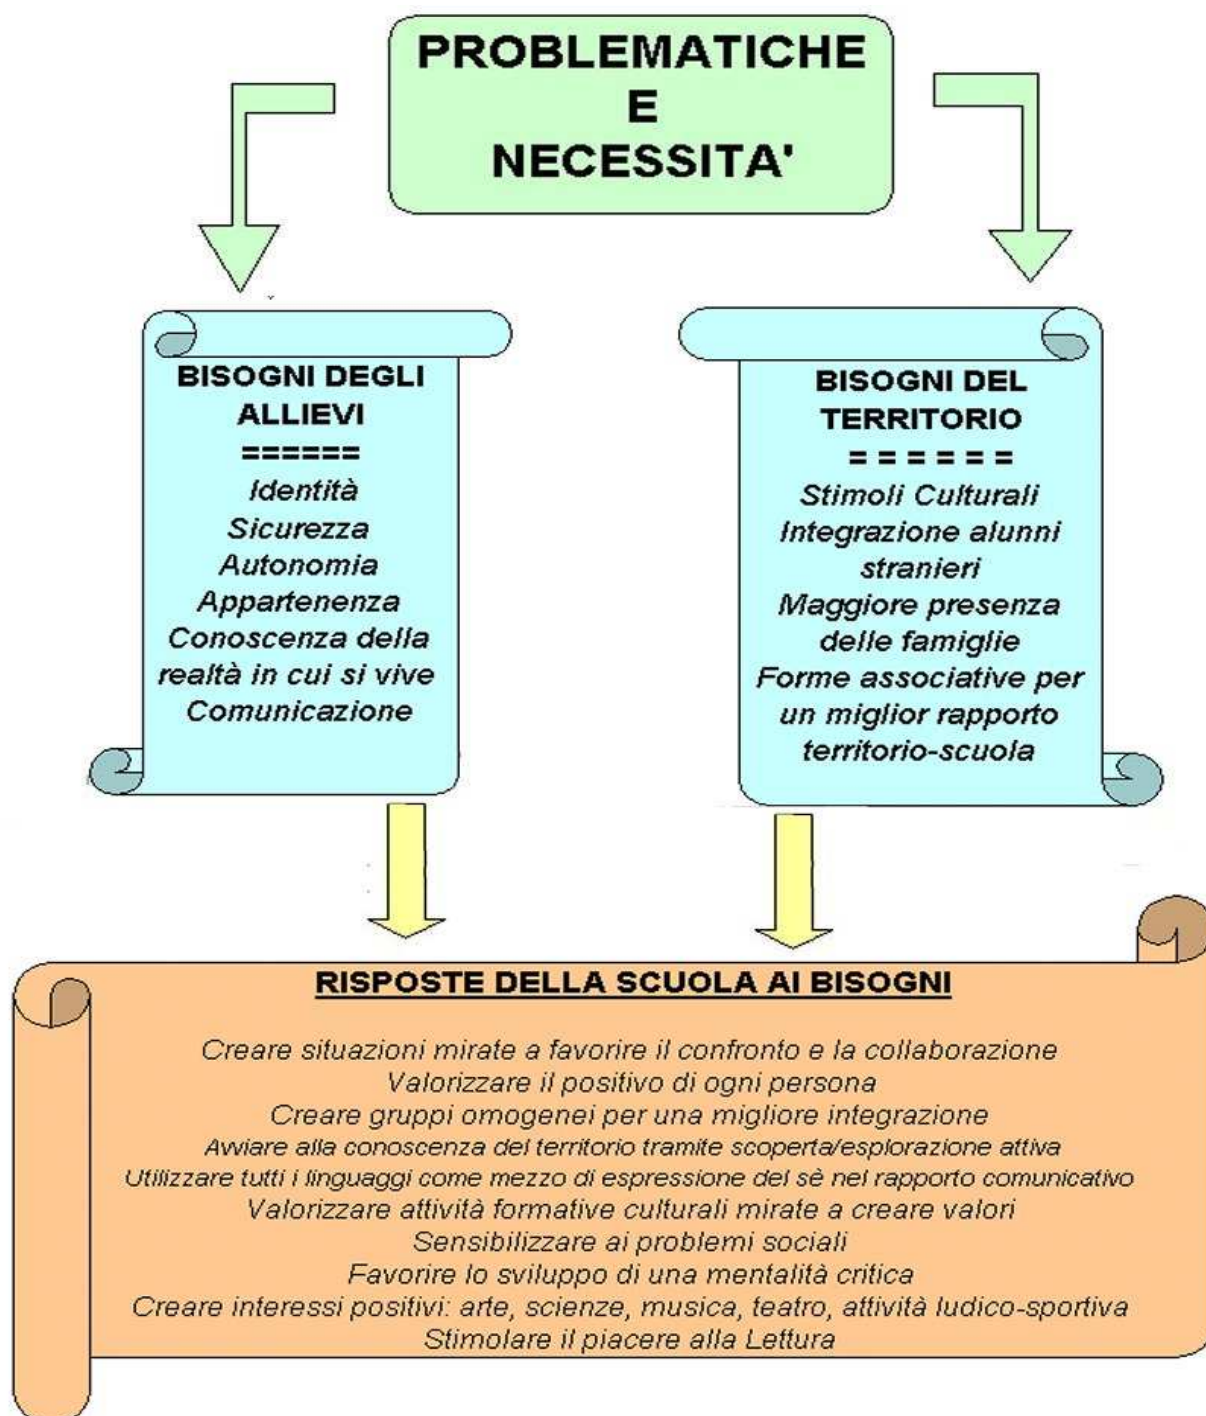 PROBLEMATICHE
E
NECESSITA'
BISOGNI DEGLI
ALLIEVI
======
Identità
Sicurezza
Autonomia
Appartenenza
Conoscenza della
realtà in cui si vive
Comunicazione
BISOGNI DEL
TERRITORIO
= = = = = =
Stimoli Culturali
Integrazione alunni
stranieri
Maggiore presenza
delle famiglie
Forme associative per
un miglior rapporto
territorio-scuola
RISPOSTE DELLA SCUOLA AI BISOGNI
Creare situazioni mirate a favorire il confronto e la collaborazione
Valorizzare il positivo di ogni persona
Creare gruppi omogenei per una migliore integrazione
Avviare alla conoscenza del territorio tramite scoperta/esplorazione attiva
Utilizzare tutti i linguaggi come mezzo di espressione del sè nel rapporto comunicativo
Valorizzare attività formative culturali mirate a creare valori
Sensibilizzare ai problemi sociali
Favorire lo sviluppo di una mentalità critica
Creare interessi positivi: arte, scienze, musica, teatro, attività ludico-sportiva
Stimolare il piacere alla Lettura